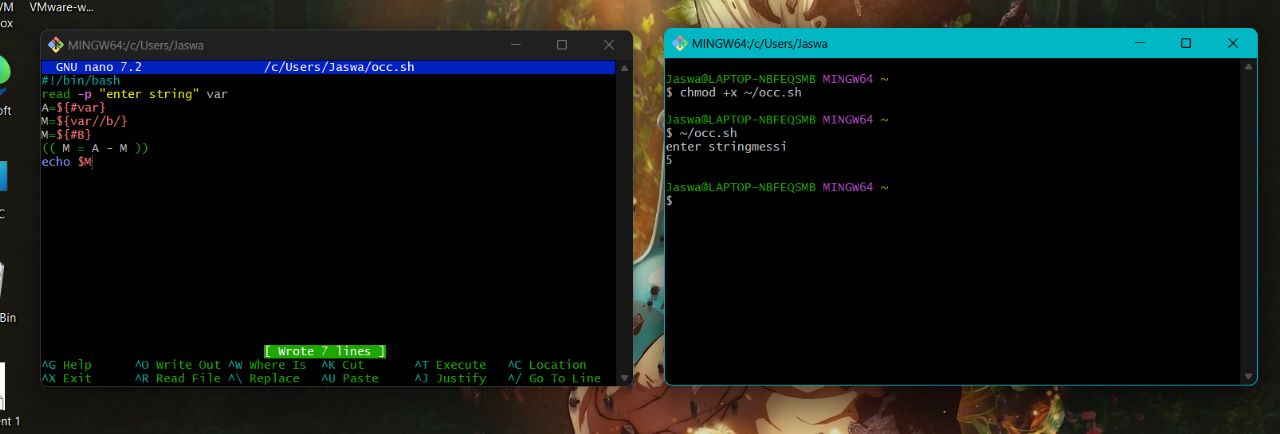 VM
box
VMware-w...
oft
C
Bin
ent 1
MINGW64:/c/Users/Jaswa
GNU nano 7.2 /c/Users/Jaswa/occ.sh
#!/bin/bash
read -p "enter string" var
A=${#var}
M=${var//b/}
M=${#B}
(( M = A - M ))
echo $M
[ Wrote 7 lines ]
^G Help ^O Write Out ^W Where Is ^K Cut ^T Execute ^C Location
^X Exit ^R Read File ^\ Replace ^U Paste ^J Justify ^/ Go To Line
MINGW64:/c/Users/Jaswa
Jaswa@LAPTOP-NBFEQSMB MINGW64 ~
$ chmod +x ~/occ.sh
Jaswa@LAPTOP-NBFEQSMB MINGW64 ~
$ ~/occ.sh
enter stringmessi
5
Jaswa@LAPTOP-NBFEQSMB MINGW64 ~
$